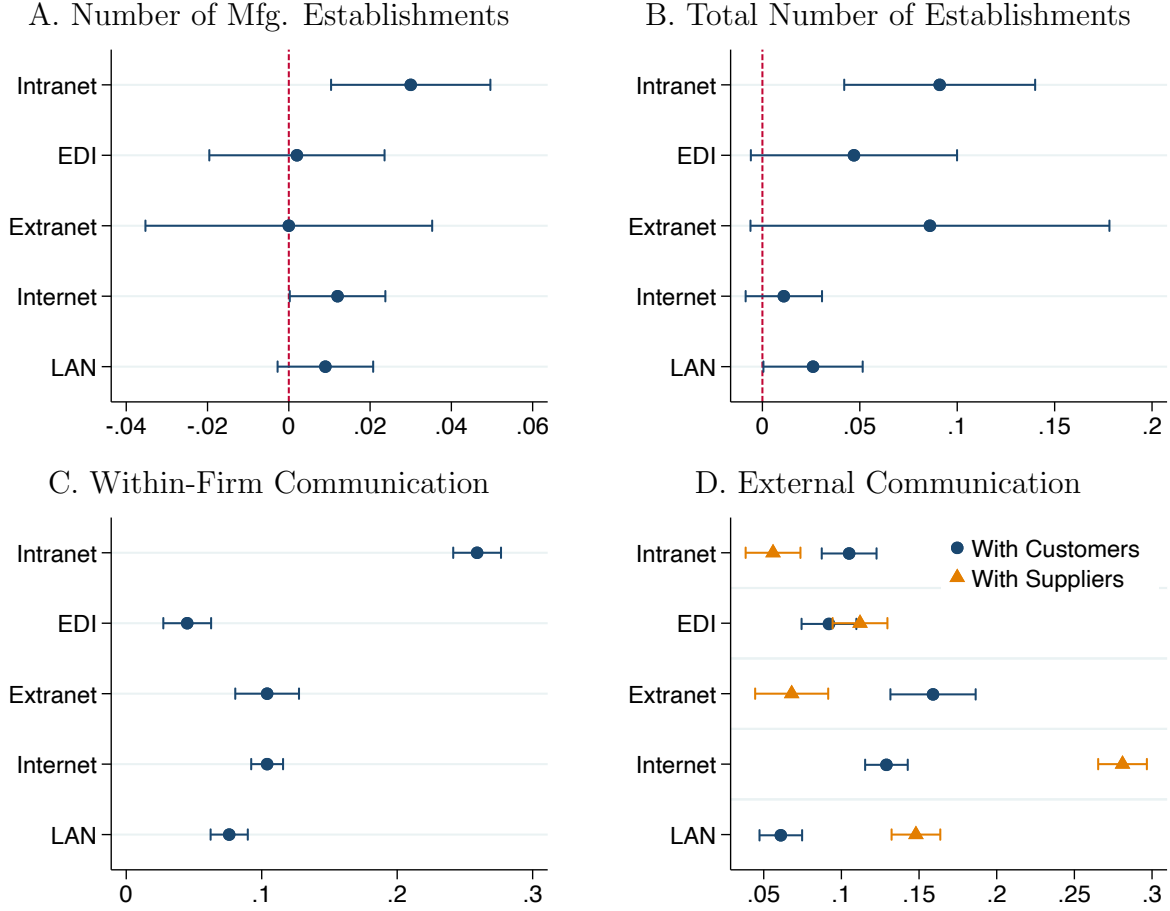 A. Number of Mfg. Establishments
Intranet
EDI
Extranet
Internet
LAN
-.04 -.02 0 .02 .04 .06
B. Total Number of Establishments
Intranet
EDI
Extranet
Internet
LAN
0 .05 .1 .15 .2
C. Within-Firm Communication
Intranet
EDI
Extranet
Internet
LAN
0 .1 .2 .3
D. External Communication
With Customers
With Suppliers
Intranet
EDI
Extranet
Internet
LAN
.05 .1 .15 .2 .25 .3